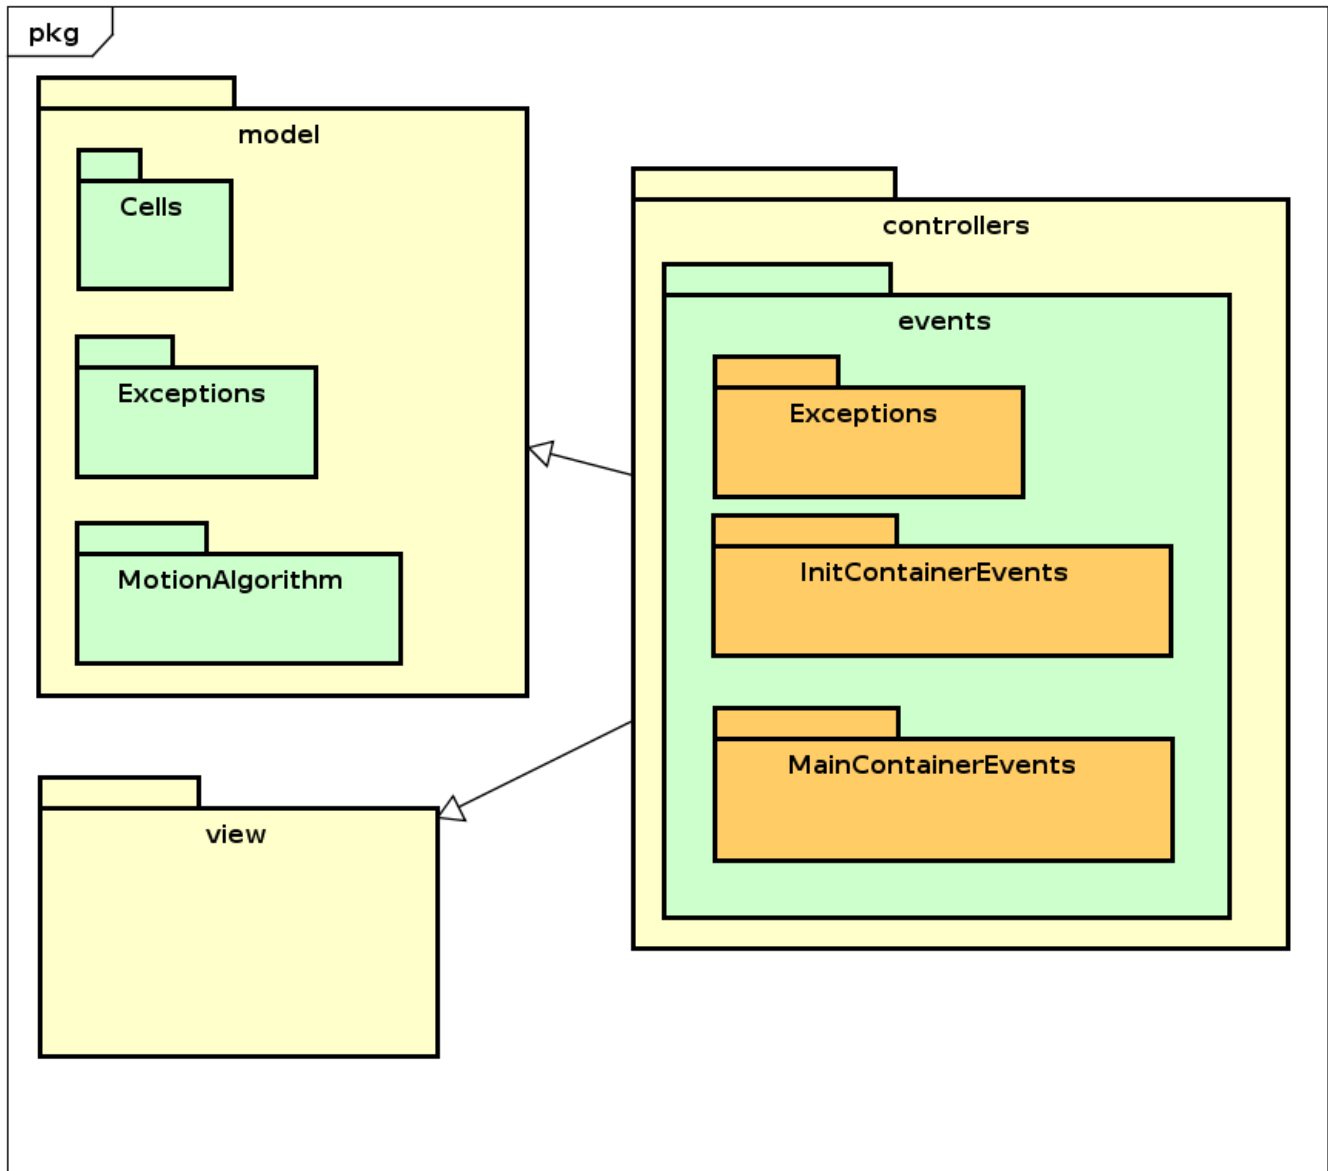 pkg
model
Cells
Exceptions
MotionAlgorithm
view
controllers
events
Exceptions
InitContainerEvents
MainContainerEvents